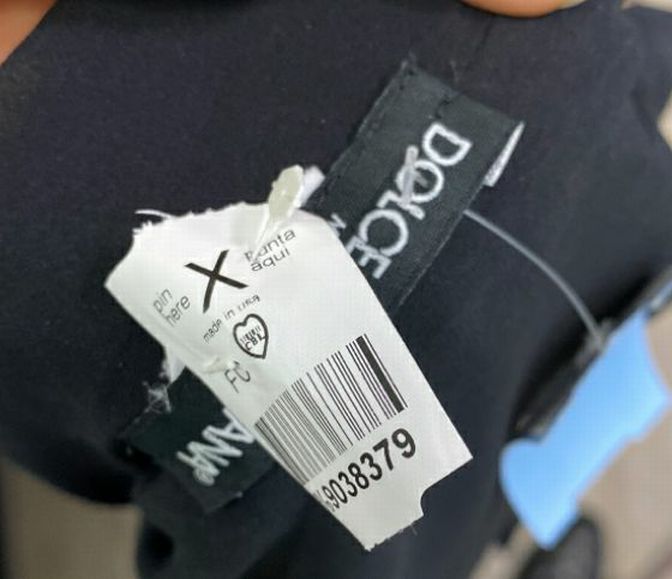 DOLCE
pin
here
X
punta
aqui
made in usa
CBL
FC
9038379